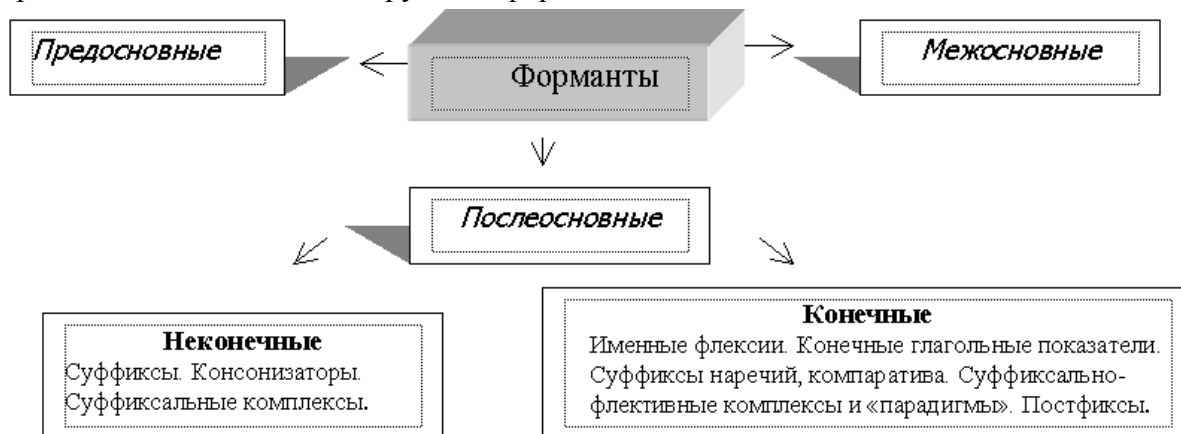 Предосновные
Форманты
Межосновные
Послеосновные
Неконечные
Суффиксы. Консонизаторы.
Суффиксальные комплексы.
Конечные
Именные флексии. Конечные глагольные показатели.
Суффиксы наречий, компаратива. Суффиксально-
флективные комплексы и «парадигмы». Постфиксы.